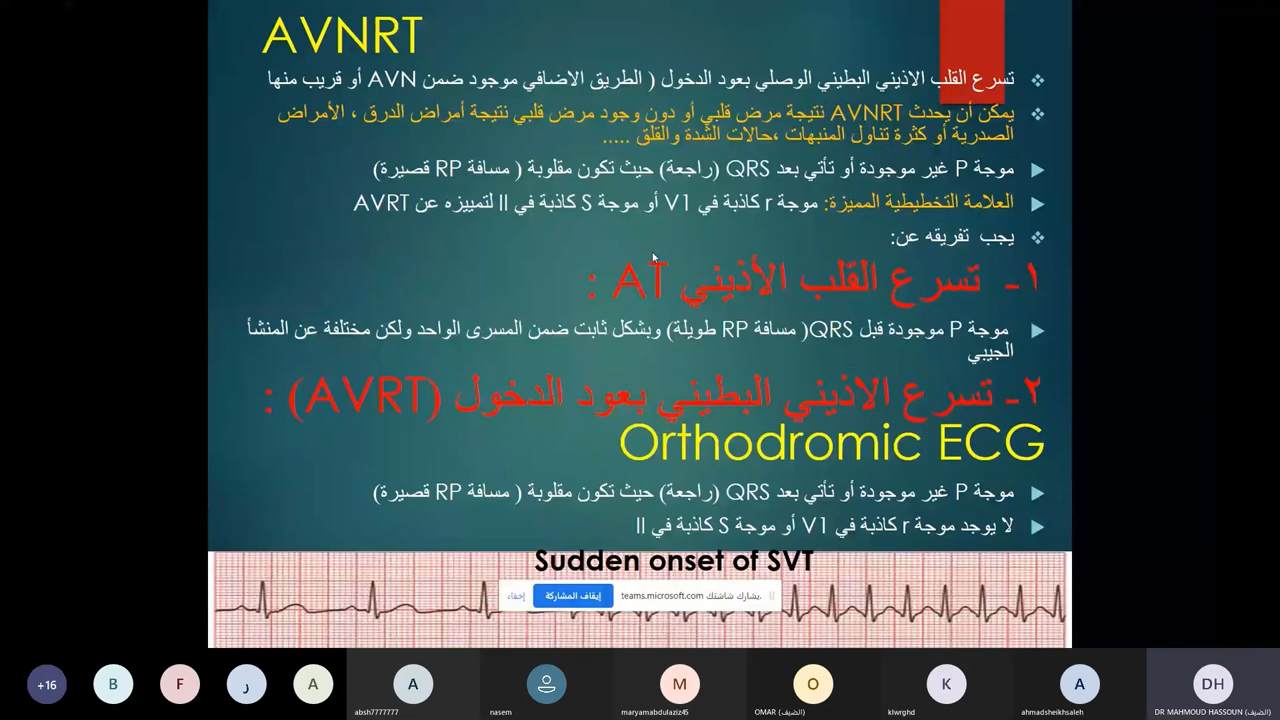 AVNRT
تسرع القلب الاذيني البطيني الوصلي بعود الدخول ( الطريق الاضافي موجود ضمن AVN أو قريب منها
يمكن أن يحدث AVNRT نتيجة مرض قلبي أو دون وجود مرض قلبي نتيجة أمراض الدرق ، الأمراض
الصدرية أو كثرة تناول المنبهات ،حالات الشدة والقلق .....
موجة P غير موجودة أو تأتي بعد QRS (راجعة) حيث تكون مقلوبة ( مسافة RP قصيرة)
العلامة التخطيطية المميزة: موجة r كاذبة في V1 أو موجة S كاذبة في II لتمييزه عن AVRT
يجب تفريقه عن:
١- تسرع القلب الأذيني AT :
موجة P موجودة قبل QRS( مسافة RP طويلة) وبشكل ثابت ضمن المسرى الواحد ولكن مختلفة عن المنشأ
الجيبي
٢- تسرع الاذيني البطيني بعود الدخول (AVRT) :
Orthodromic ECG
موجة P غير موجودة أو تأتي بعد QRS (راجعة) حيث تكون مقلوبة ( مسافة RP قصيرة)
لا يوجد موجة r كاذبة في V1 أو موجة S كاذبة في II
Sudden onset of SVT
يشارك شاشتك teams.microsoft.com.
إيقاف المشاركة
إخفاء
+16
B
F
ر
A
A
M
O
K
A
DH
absh7777777
nasem
maryamabdulaziz45
OMAR (الضيف)
klwrghd
ahmadsheikhsaleh
DR MAHMOUD HASSOUN (الضيف)